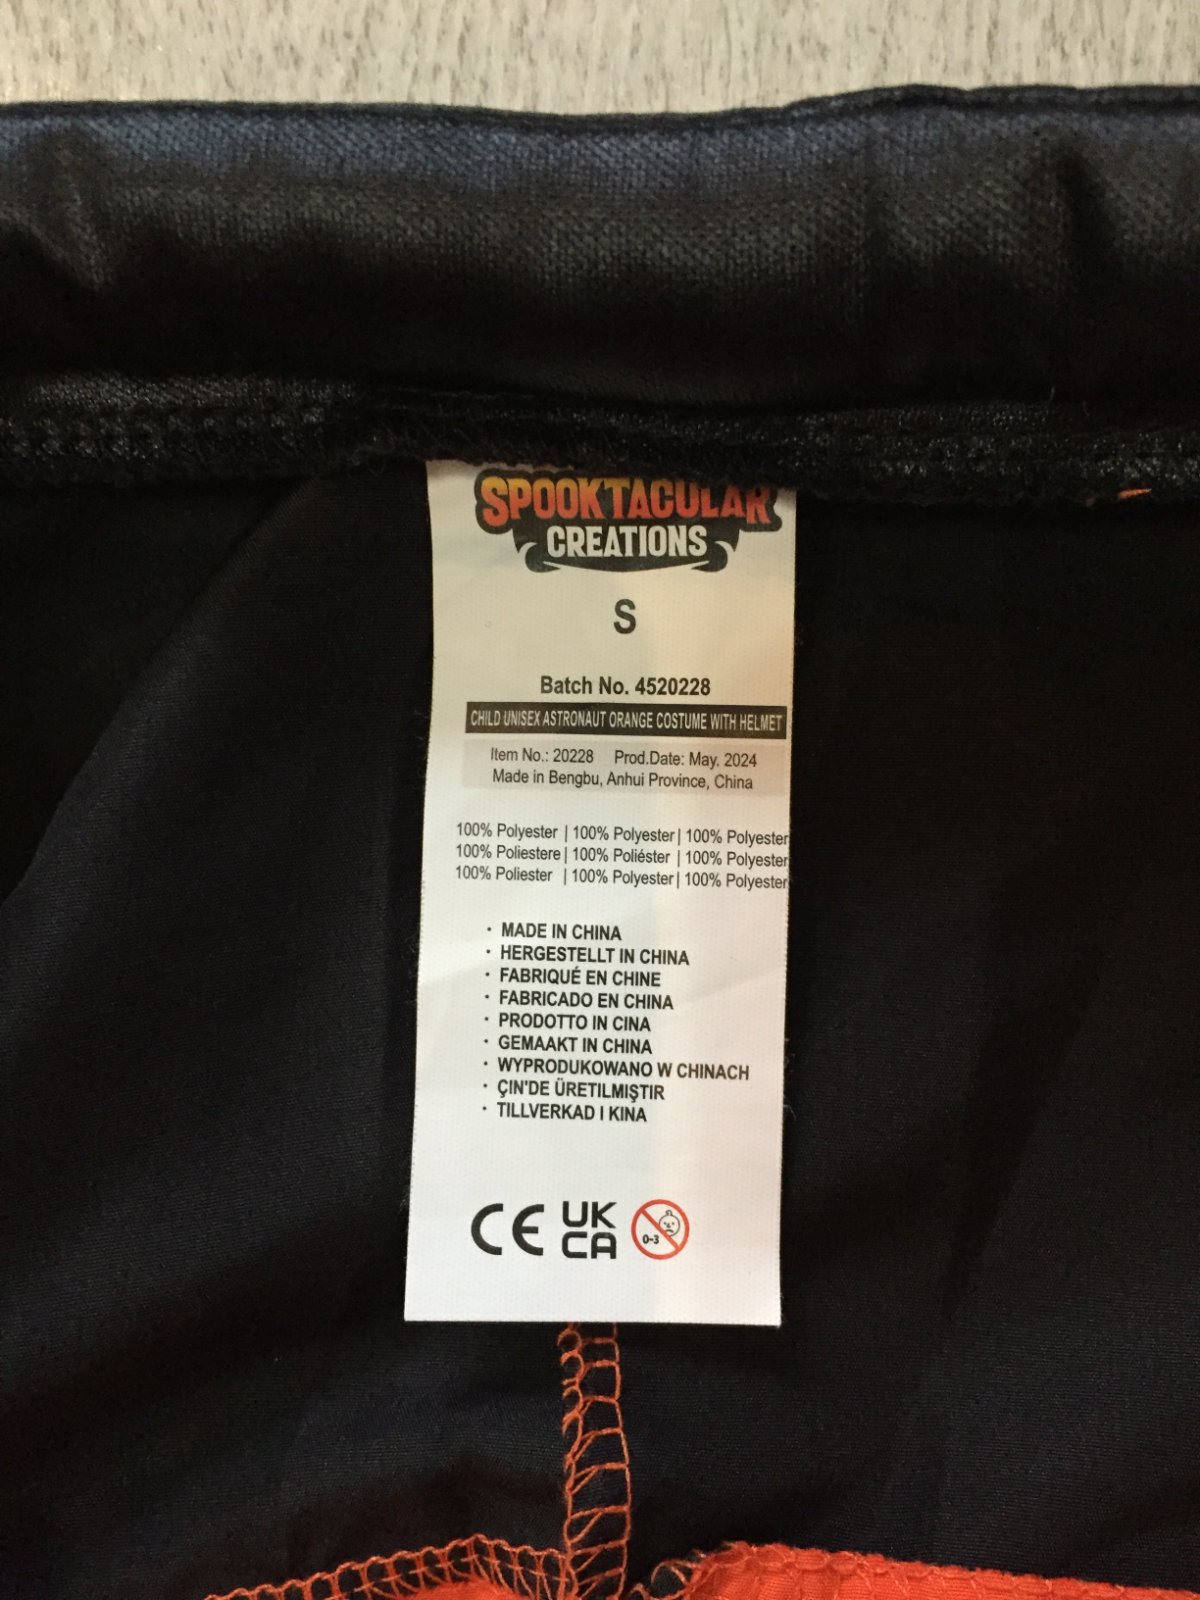 SPOOKTACULAR
CREATIONS
S
Batch No. 4520228
CHILD UNISEX ASTRONAUT ORANGE COSTUME WITH HELMET
Item No.: 20228 Prod.Date: May. 2024
Made in Bengbu, Anhui Province, China
100% Polyester | 100% Polyester | 100% Polyester
100% Poliestere | 100% Poliéster | 100% Polyester
100% Poliester | 100% Polyester | 100% Polyester
· MADE IN CHINA
· HERGESTELLT IN CHINA
· FABRIQUÉ EN CHINE
· FABRICADO EN CHINA
· PRODOTTO IN CINA
· GEMAAKT IN CHINA
· WYPRODUKOWANO W CHINACH
· ÇIN'DE ÜRETILMIŞTIR
· TILLVERKAD I KINA
CE UK CA 0-3